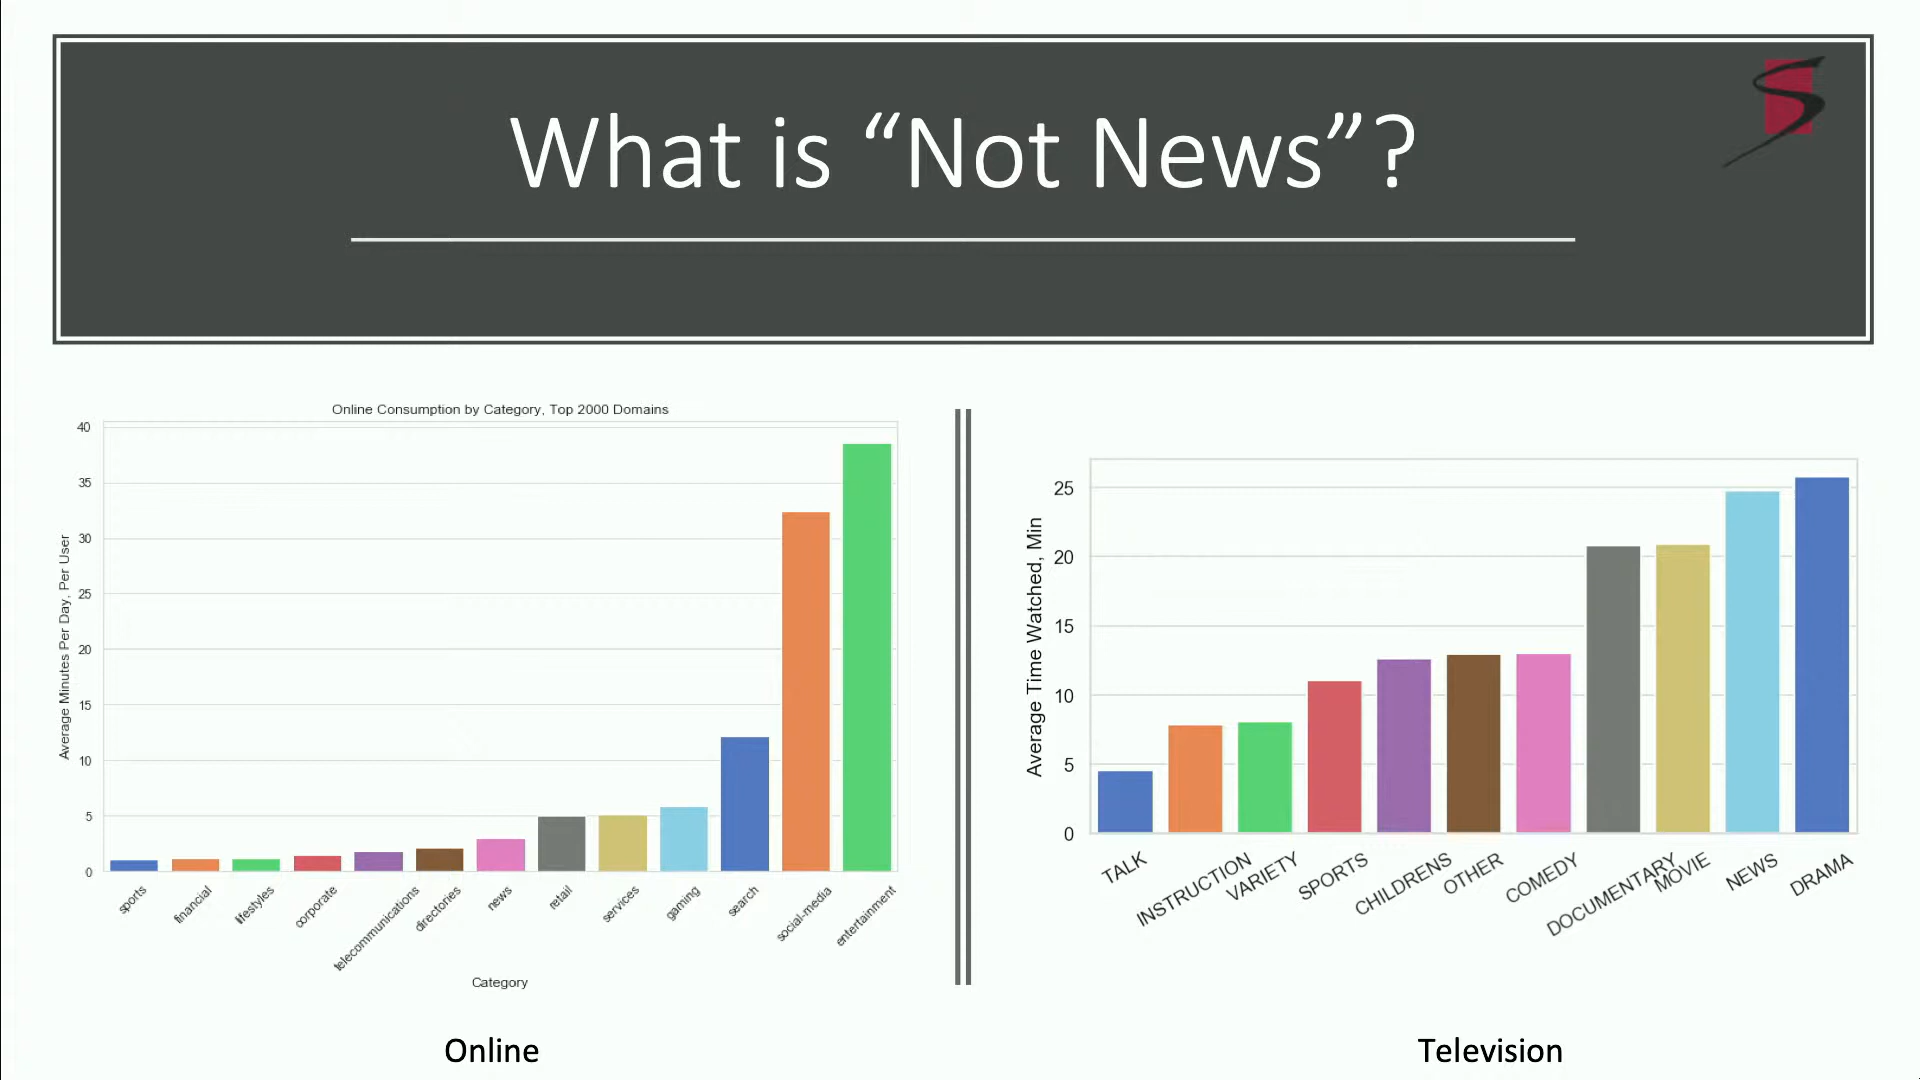 What is “Not News”?
Online Consumption by Category, Top 2000 Domains
Average Minutes Per Day, Per User
40
35
30
25
20
15
10
5
0
sports
financial
lifestyles
corporate
telecommunications
directories
news
retail
services
gaming
search
social-media
entertainment
Category
Online
Average Time Watched, Min
25
20
15
10
5
0
TALK
INSTRUCTION
VARIETY
SPORTS
CHILDRENS
OTHER
COMEDY
DOCUMENTARY
MOVIE
NEWS
DRAMA
Television